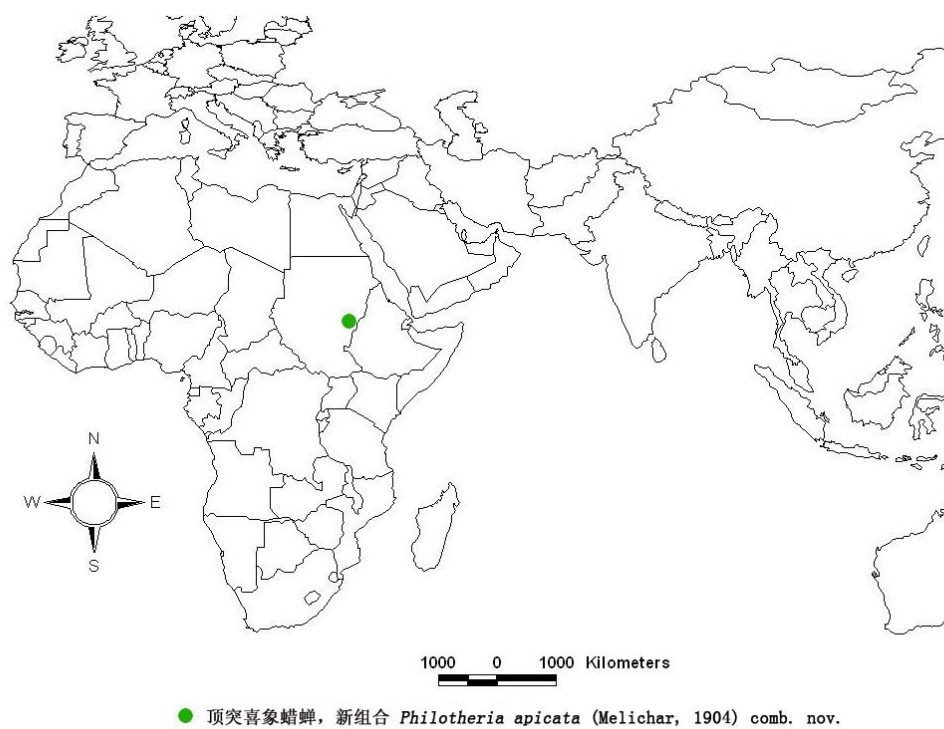 N
W E
S
1000 0 1000 Kilometers
顶突喜象蜡蝉，新组合 Philotheria apicata (Melichar, 1904) comb. nov.